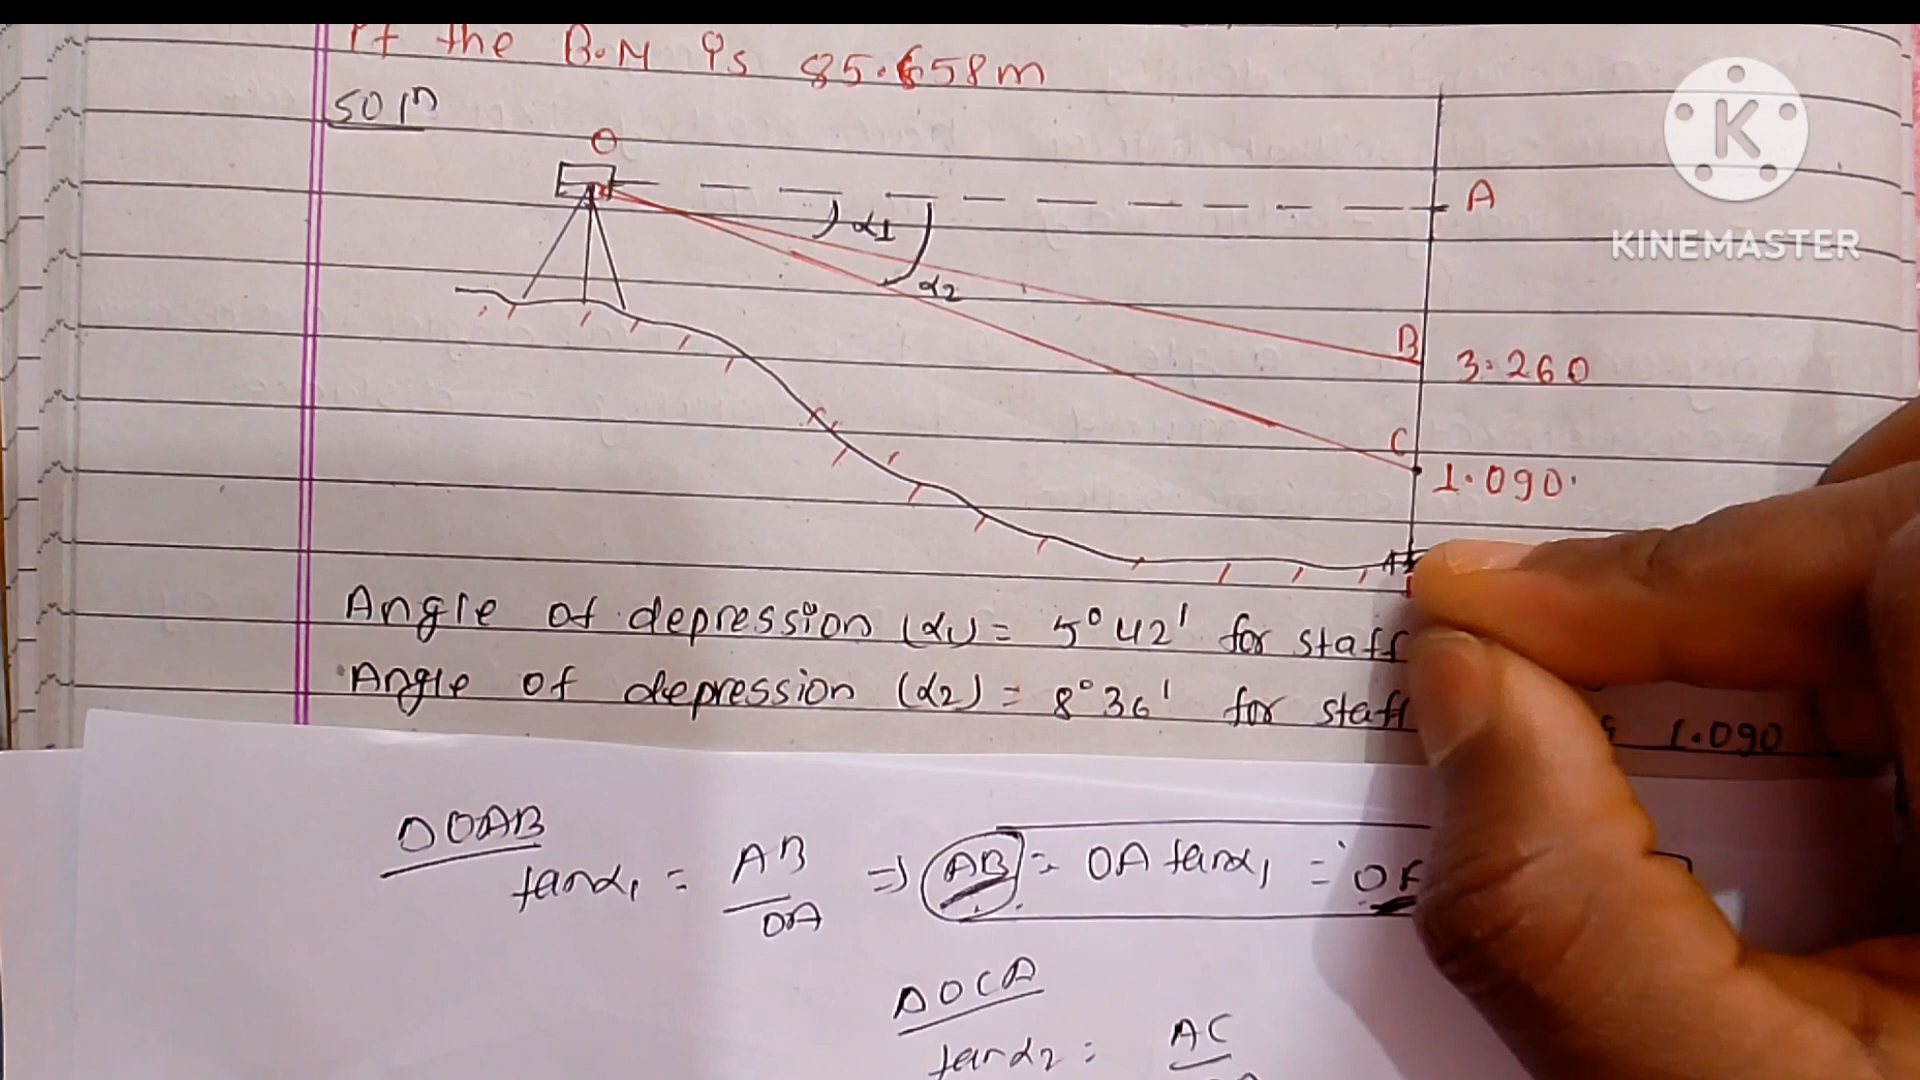 If the B.M is 85.658m
Soln
O
A
α1
α2
B
3.260
C
1.090
Angle of depression (α1) = 5°42' for staff
Angle of depression (α2) = 8°36' for staff 1.090
ΔOAB
tanα1 = AB/OA => AB = OA tanα1 =
ΔOCA
tanα2 = AC
K
KINEMASTER